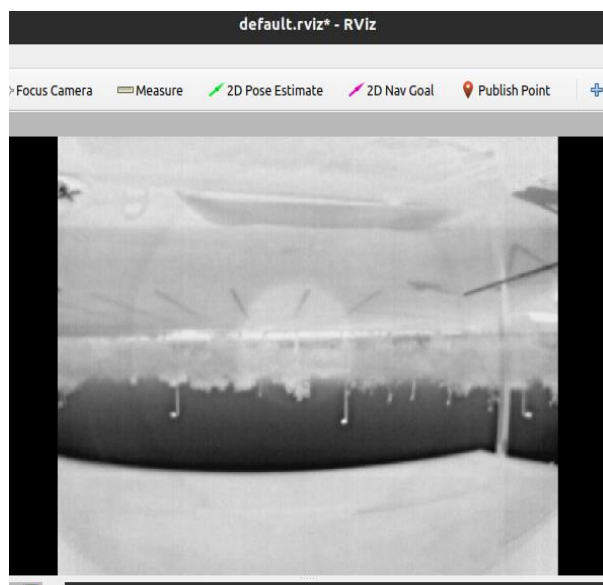 default.rviz* - RViz
Focus Camera Measure 2D Pose Estimate 2D Nav Goal Publish Point